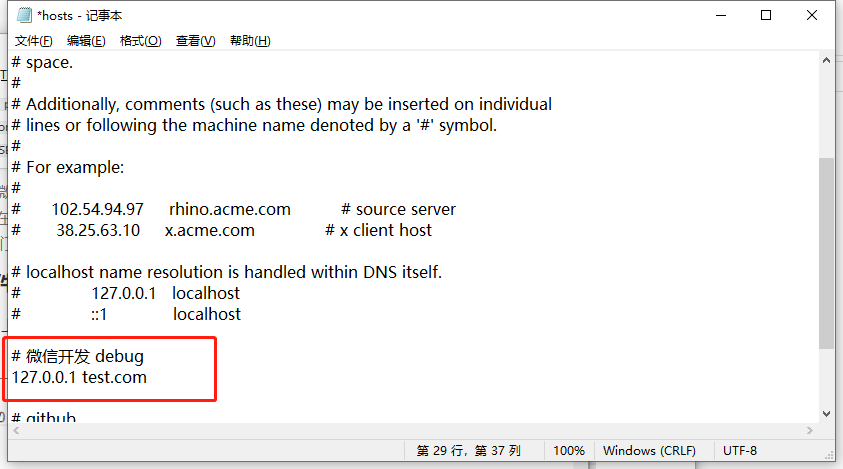 *hosts - 记事本
文件(F) 编辑(E) 格式(O) 查看(V) 帮助(H)
# space.
#
# Additionally, comments (such as these) may be inserted on individual
# lines or following the machine name denoted by a '#' symbol.
#
# For example:
#
# 102.54.94.97 rhino.acme.com # source server
# 38.25.63.10 x.acme.com # x client host
# localhost name resolution is handled within DNS itself.
# 127.0.0.1 localhost
# ::1 localhost
# 微信开发 debug
127.0.0.1 test.com
# github
第 29 行，第 37 列 100% Windows (CRLF) UTF-8